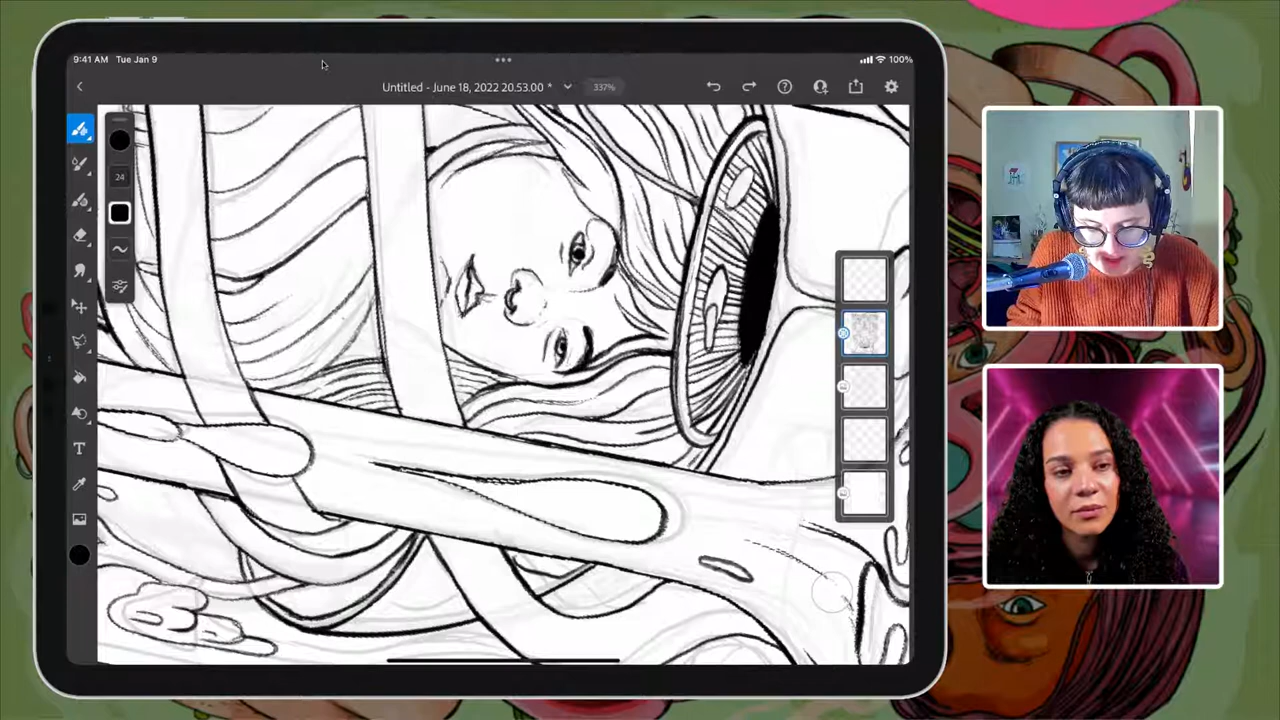 9:41 AM Tue Jan 9
100%
Untitled - June 18, 2022 20.53.00 *
337%
24
T